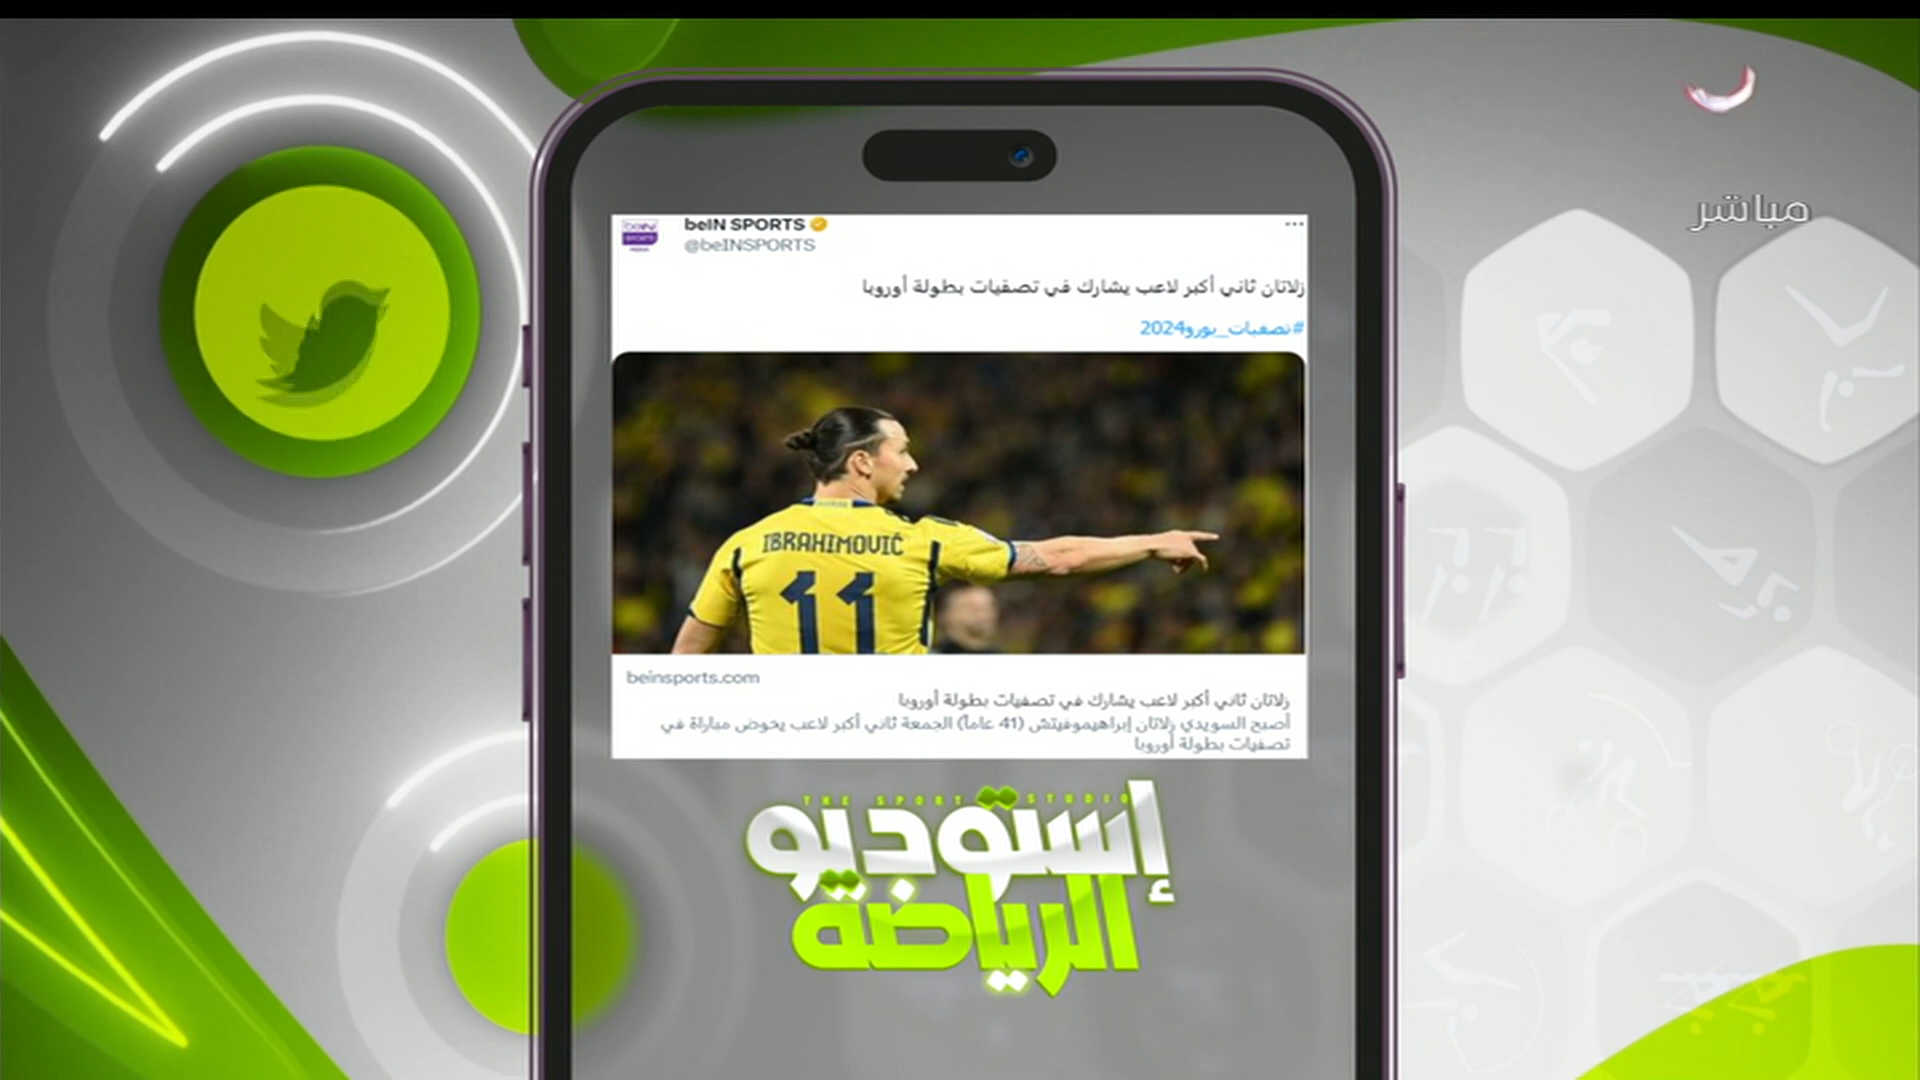 مباشر
beIN SPORTS
@beINSPORTS
زلاتان ثاني أكبر لاعب يشارك في تصفيات بطولة أوروبا
#تصفيات_يورو2024
IBRAHIMOVIĆ
11
beinsports.com
زلاتان ثاني أكبر لاعب يشارك في تصفيات بطولة أوروبا
أصبح السويدي زلاتان إبراهيموفيتش (41 عاماً) الجمعة ثاني أكبر لاعب يخوض مباراة في
تصفيات بطولة أوروبا
THE SPORT STUDIO
إستوديو
الرياضة